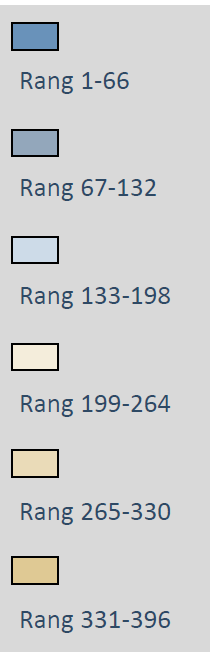 Rang 1-66
Rang 67-132
Rang 133-198
Rang 199-264
Rang 265-330
Rang 331-396